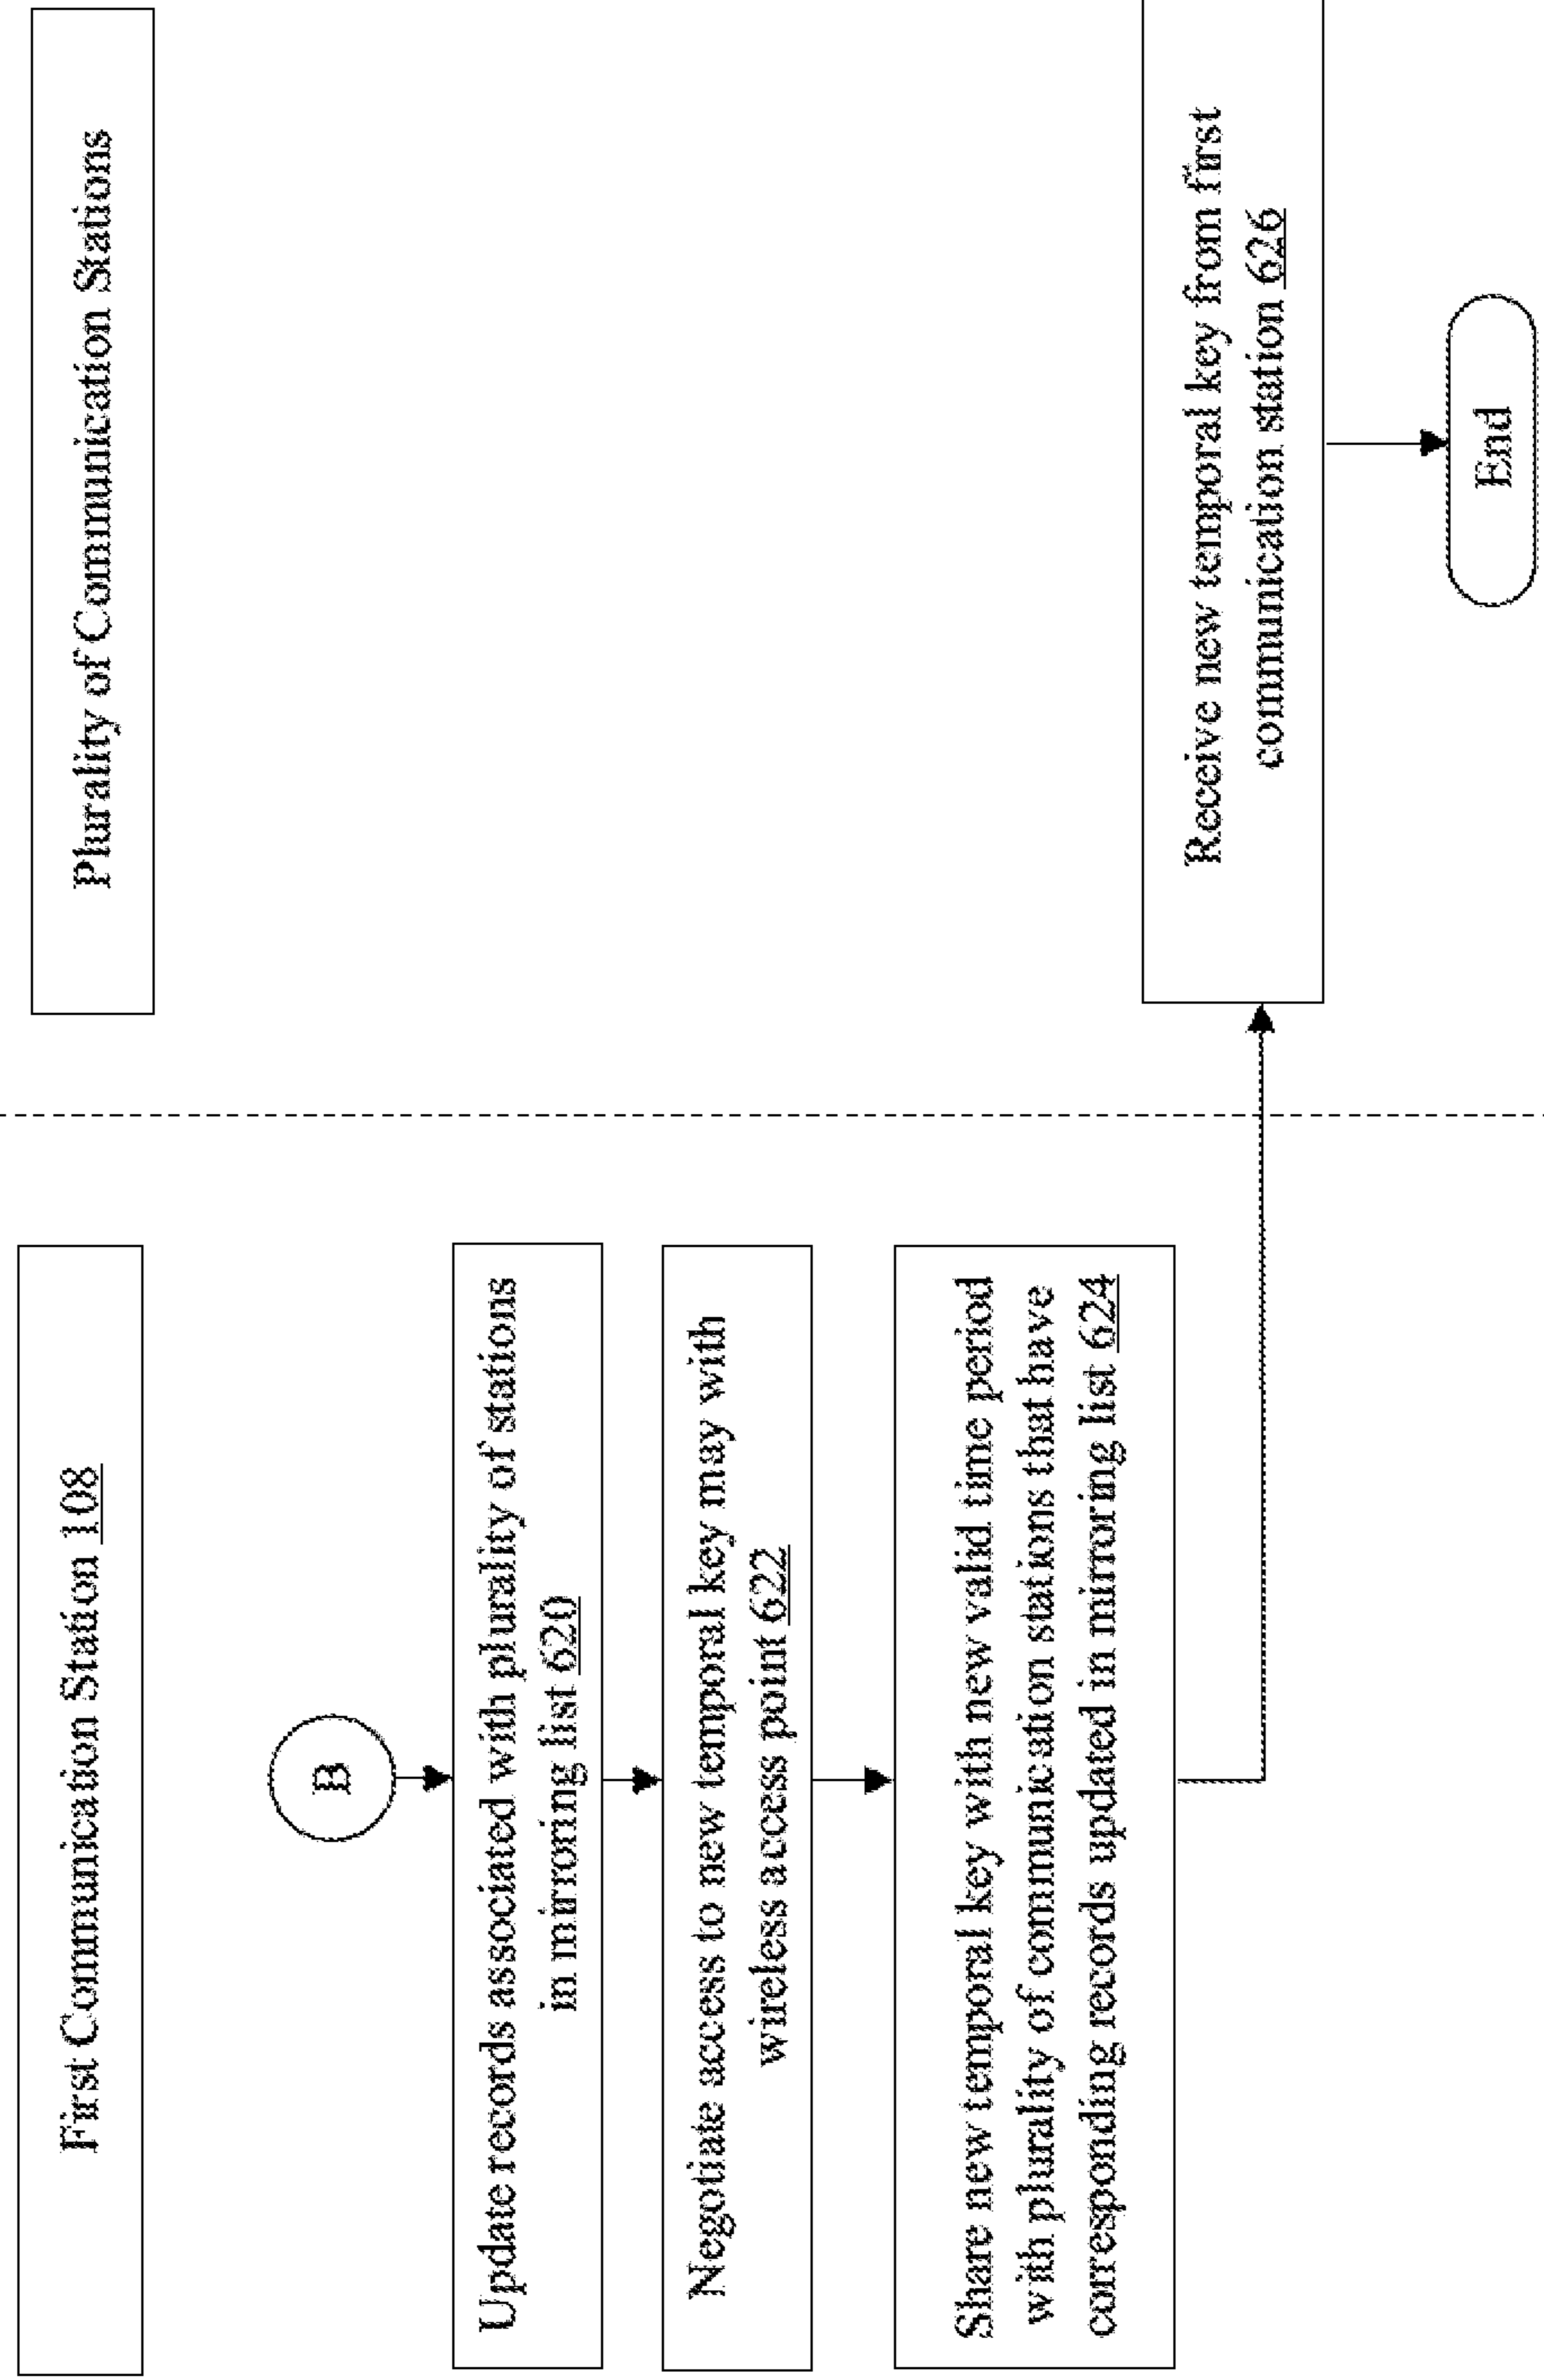 First Communication Station 108
Plurality of Communication Stations
B
Update records associated with plurality of stations
in mirroring list 620
Negotiate access to new temporal key may with
wireless access point 622
Share new temporal key with new valid time period
with plurality of communication stations that have
corresponding records updated in mirroring list 624
Receive new temporal key from first
communication station 626
End